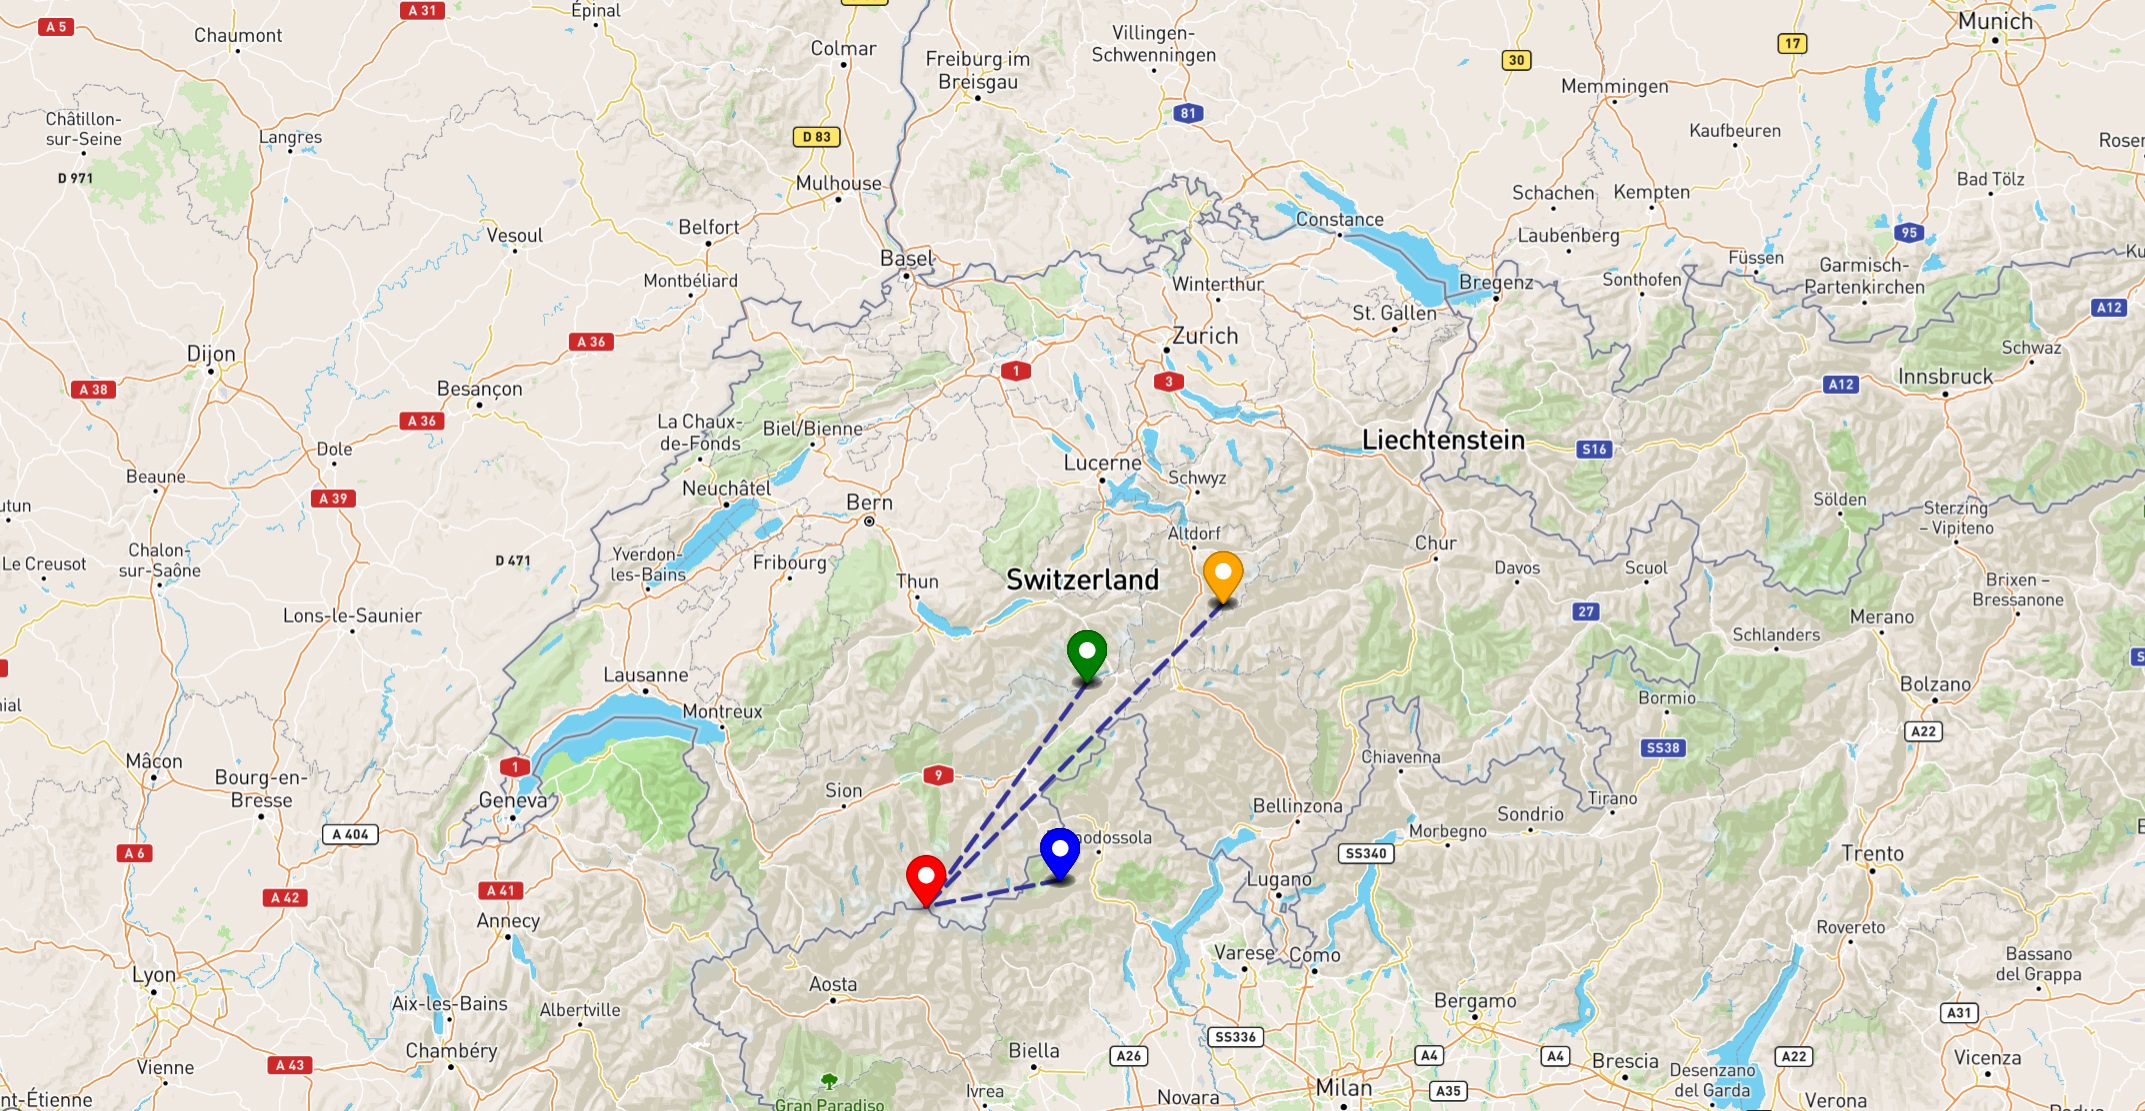 A 5
Chaumont
A 31
Épinal
Colmar
Freiburg im
Breisgau
Villingen-
Schwenningen
30
17
Munich
Memmingen
Châtillon-
sur-Seine
Langres
D 83
81
Kaufbeuren
D 971
Mulhouse
Schachen
Kempten
Bad Tölz
Vesoul
Belfort
Constance
Laubenberg
95
Basel
Montbéliard
Winterthur
Bregenz
Sonthofen
Füssen
Garmisch-
Partenkirchen
A12
St. Gallen
Zurich
Dijon
A 36
Schwaz
A 38
Besançon
1
3
A12
Innsbruck
A 36
La Chaux-
de-Fonds
Biel/Bienne
Liechtenstein
S16
Dole
Beaune
Lucerne
Schwyz
A 39
Neuchâtel
Bern
Sölden
Sterzing
– Vipiteno
Altdorf
Chur
Le Creusot
Chalon-
sur-Saône
D 471
Yverdon-
les-Bains
Fribourg
Thun
Switzerland
Davos
Scuol
Brixen –
Bressanone
Lons-le-Saunier
27
Merano
Schlanders
Lausanne
Montreux
Bormio
Bolzano
A22
SS38
Mâcon
Bourg-en-
Bresse
1
Geneva
9
Sion
Chiavenna
Bellinzona
Tirano
Sondrio
A 404
Morbegno
A 6
SS340
Trento
A 42
A 41
Annecy
Lugano
Rovereto
Lyon
Aosta
Varese
Como
Bassano
del Grappa
Aix-les-Bains
Albertville
Bergamo
A31
SS336
Chambéry
Biella
A26
A4
A4
Brescia
A22
Vicenza
Vienne
A 43
Desenzano
del Garda
Ivrea
Novara
Milan
A35
Verona
Gran Paradiso